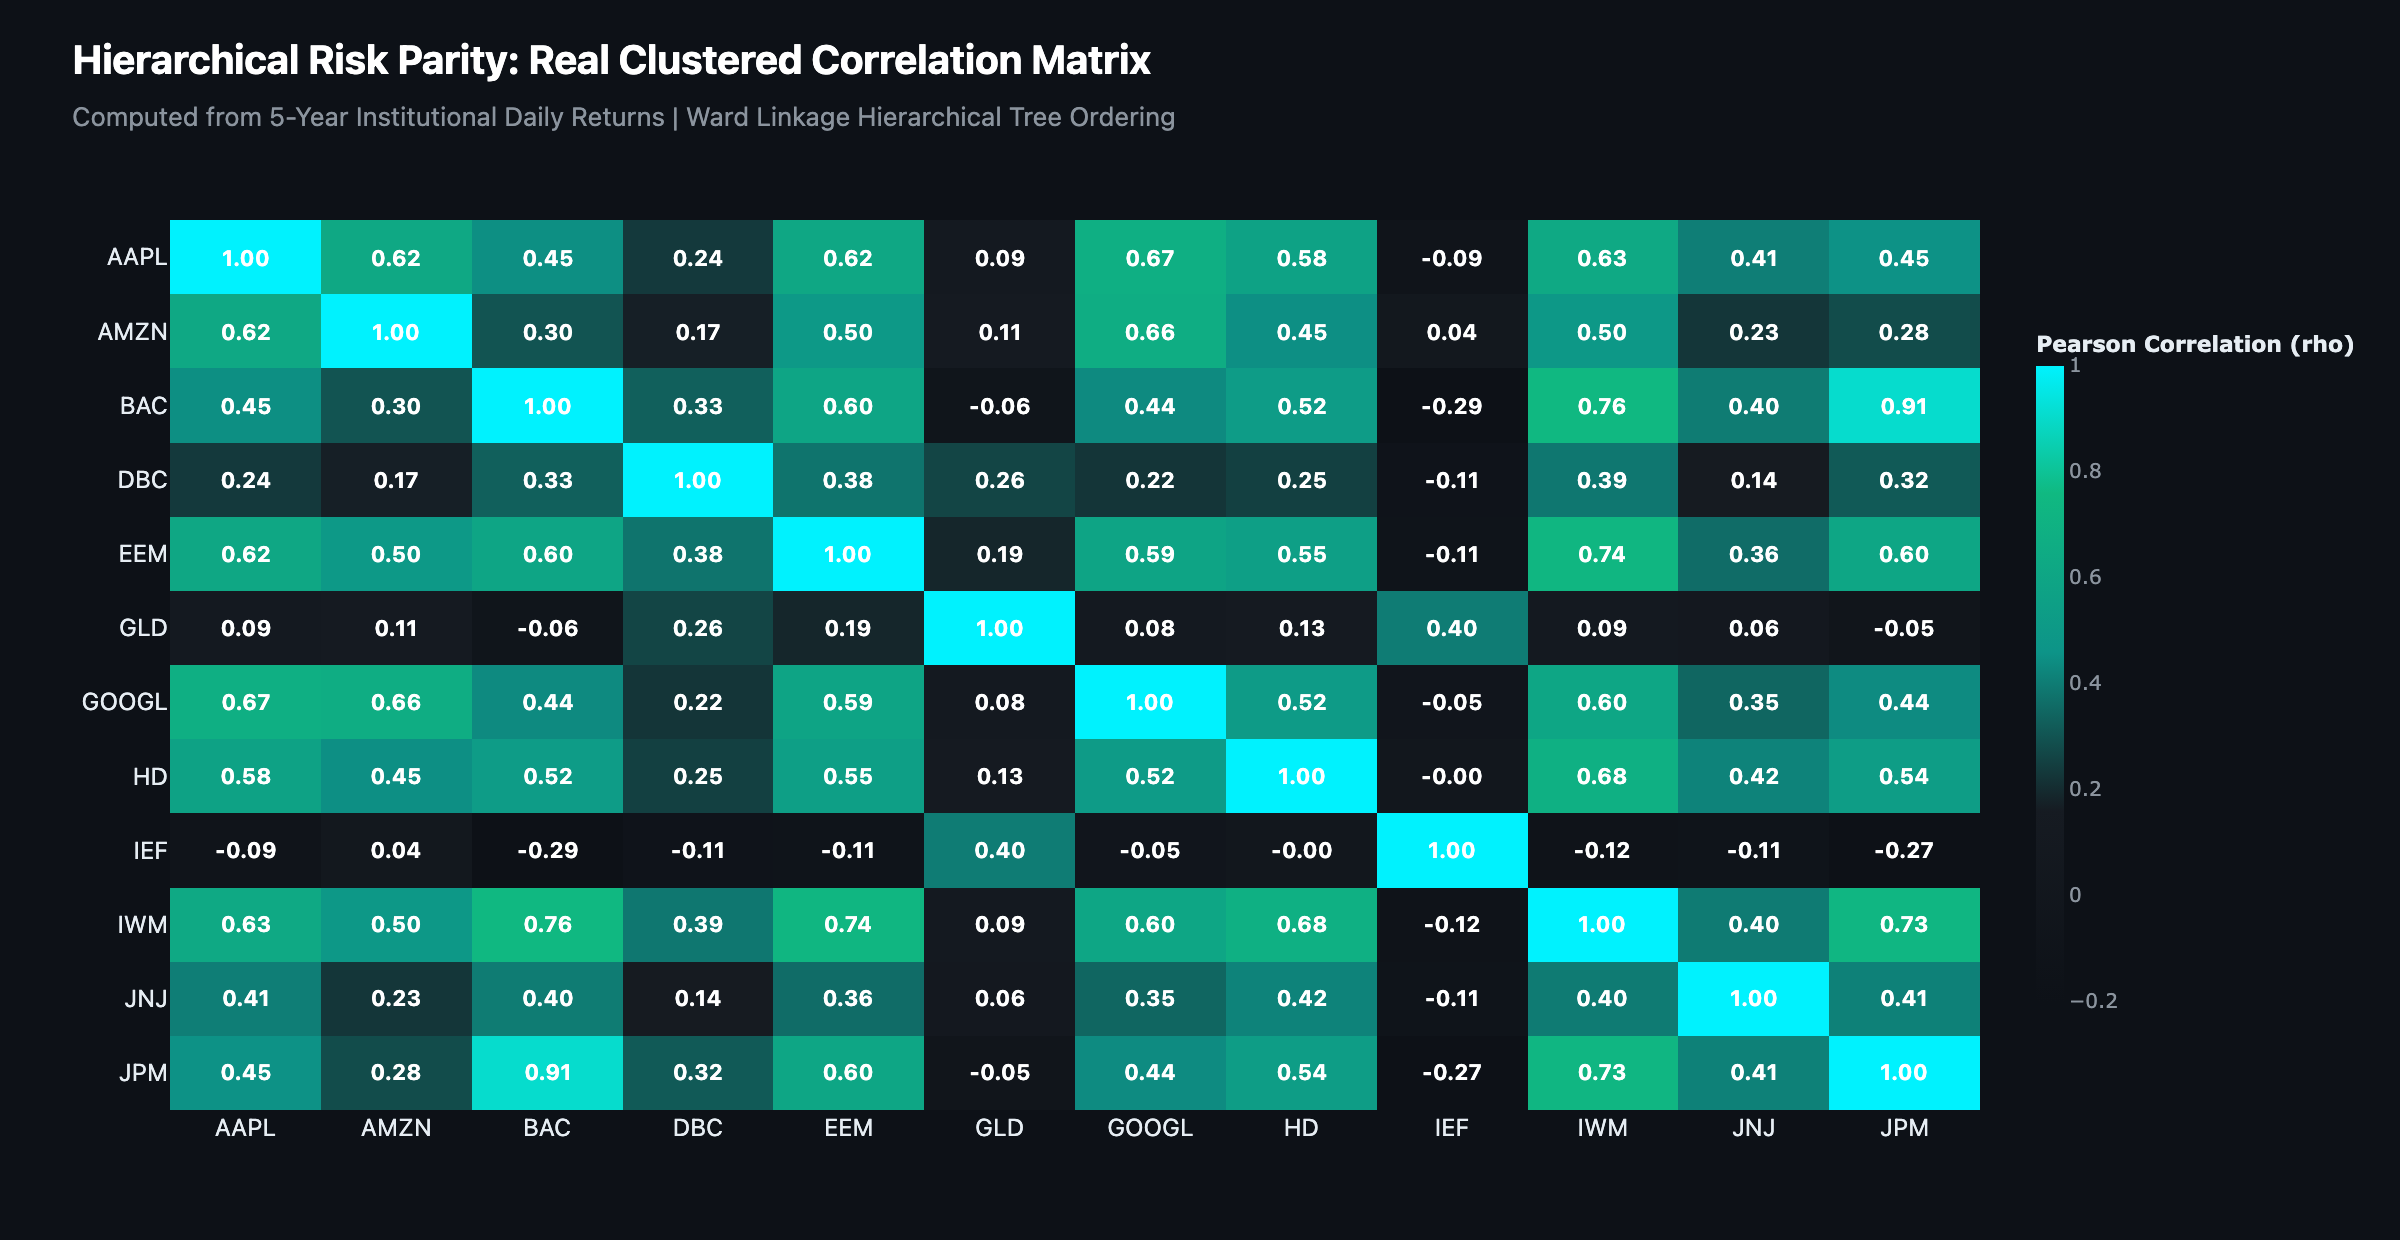 Hierarchical Risk Parity: Real Clustered Correlation Matrix
Computed from 5-Year Institutional Daily Returns | Ward Linkage Hierarchical Tree Ordering
AAPL 1.00 0.62 0.45 0.24 0.62 0.09 0.67 0.58 -0.09 0.63 0.41 0.45
AMZN 0.62 1.00 0.30 0.17 0.50 0.11 0.66 0.45 0.04 0.50 0.23 0.28
BAC 0.45 0.30 1.00 0.33 0.60 -0.06 0.44 0.52 -0.29 0.76 0.40 0.91
DBC 0.24 0.17 0.33 1.00 0.38 0.26 0.22 0.25 -0.11 0.39 0.14 0.32
EEM 0.62 0.50 0.60 0.38 1.00 0.19 0.59 0.55 -0.11 0.74 0.36 0.60
GLD 0.09 0.11 -0.06 0.26 0.19 1.00 0.08 0.13 0.40 0.09 0.06 -0.05
GOOGL 0.67 0.66 0.44 0.22 0.59 0.08 1.00 0.52 -0.05 0.60 0.35 0.44
HD 0.58 0.45 0.52 0.25 0.55 0.13 0.52 1.00 -0.00 0.68 0.42 0.54
IEF -0.09 0.04 -0.29 -0.11 -0.11 0.40 -0.05 -0.00 1.00 -0.12 -0.11 -0.27
IWM 0.63 0.50 0.76 0.39 0.74 0.09 0.60 0.68 -0.12 1.00 0.40 0.73
JNJ 0.41 0.23 0.40 0.14 0.36 0.06 0.35 0.42 -0.11 0.40 1.00 0.41
JPM 0.45 0.28 0.91 0.32 0.60 -0.05 0.44 0.54 -0.27 0.73 0.41 1.00
AAPL AMZN BAC DBC EEM GLD GOOGL HD IEF IWM JNJ JPM
Pearson Correlation (rho)
1
0.8
0.6
0.4
0.2
0
−0.2